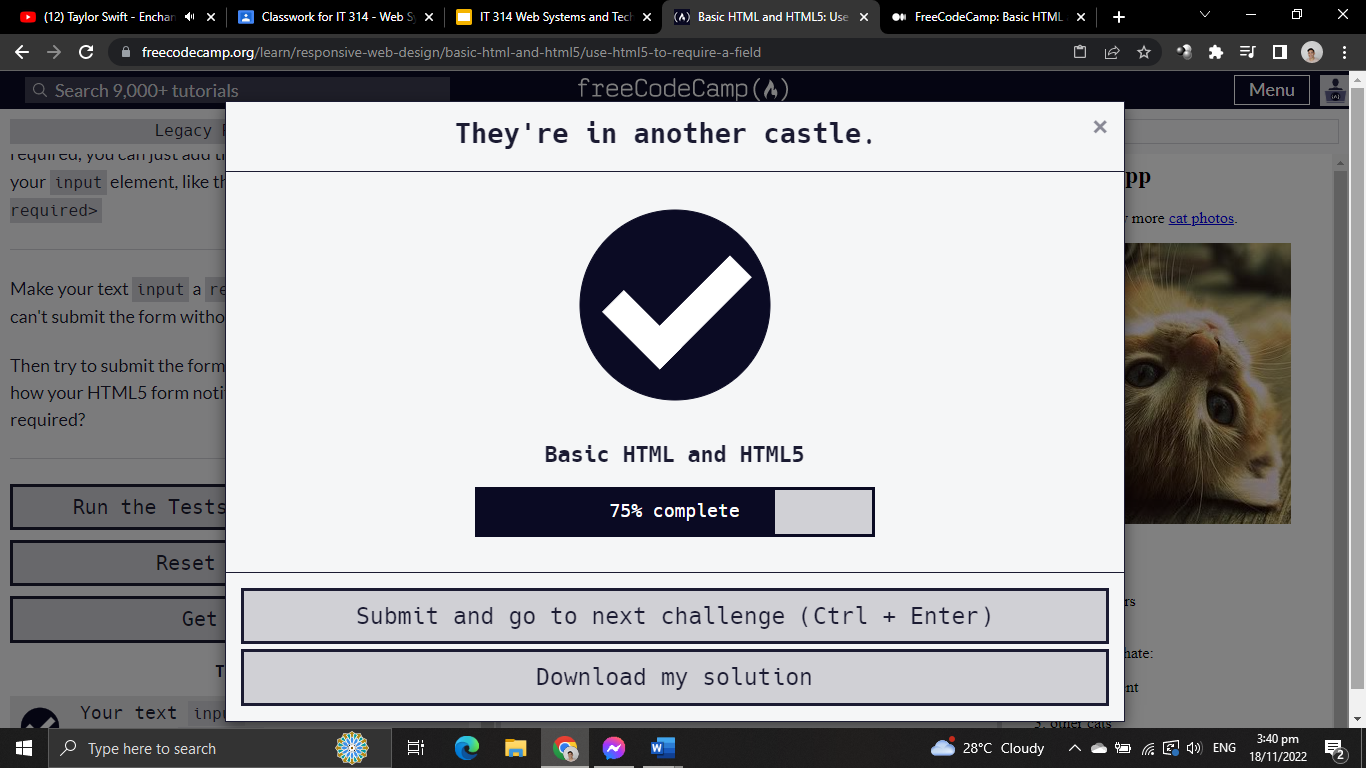 (12) Taylor Swift - Enchan
Classwork for IT 314 - Web Sy
IT 314 Web Systems and Tech
Basic HTML and HTML5: Use
FreeCodeCamp: Basic HTML
freecodecamp.org/learn/responsive-web-design/basic-html-and-html5/use-html5-to-require-a-field
Search 9,000+ tutorials
freeCodeCamp
Menu
Legacy
required, you can just add
your input element, like
required>
Make your text input a
can't submit the form
Then try to submit the form
how your HTML5 form
required?
Run the Tests
Reset
Get
Your text
They're in another castle.
×
Basic HTML and HTML5
75% complete
Submit and go to next challenge (Ctrl + Enter)
Download my solution
more cat photos.
5. other cats
Type here to search
28°C Cloudy
ENG
3:40 pm
18/11/2022
2